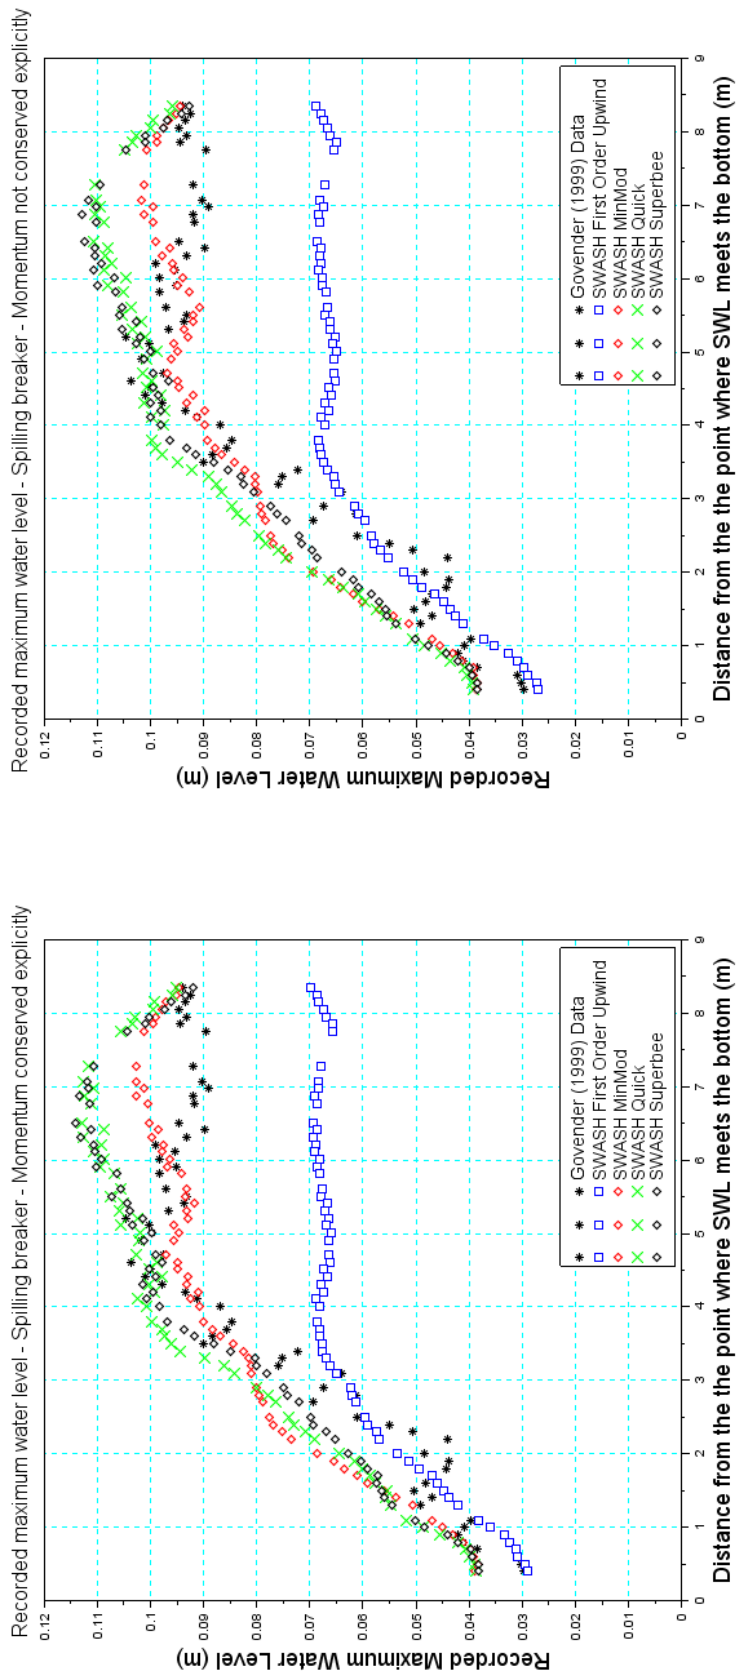 Recorded maximum water level - Spilling breaker - Momentum conserved explicitly
Recorded Maximum Water Level (m)
0.12
0.11
0.1
0.09
0.08
0.07
0.06
0.05
0.04
0.03
0.02
0.01
0
0
1
2
3
4
5
6
7
8
9
Distance from the the point where SWL meets the bottom (m)
Govender (1999) Data
SWASH First Order Upwind
SWASH MinMod
SWASH Quick
SWASH Superbee
Recorded maximum water level - Spilling breaker - Momentum not conserved explicitly
Recorded Maximum Water Level (m)
0.12
0.11
0.1
0.09
0.08
0.07
0.06
0.05
0.04
0.03
0.02
0.01
0
0
1
2
3
4
5
6
7
8
9
Distance from the the point where SWL meets the bottom (m)
Govender (1999) Data
SWASH First Order Upwind
SWASH MinMod
SWASH Quick
SWASH Superbee